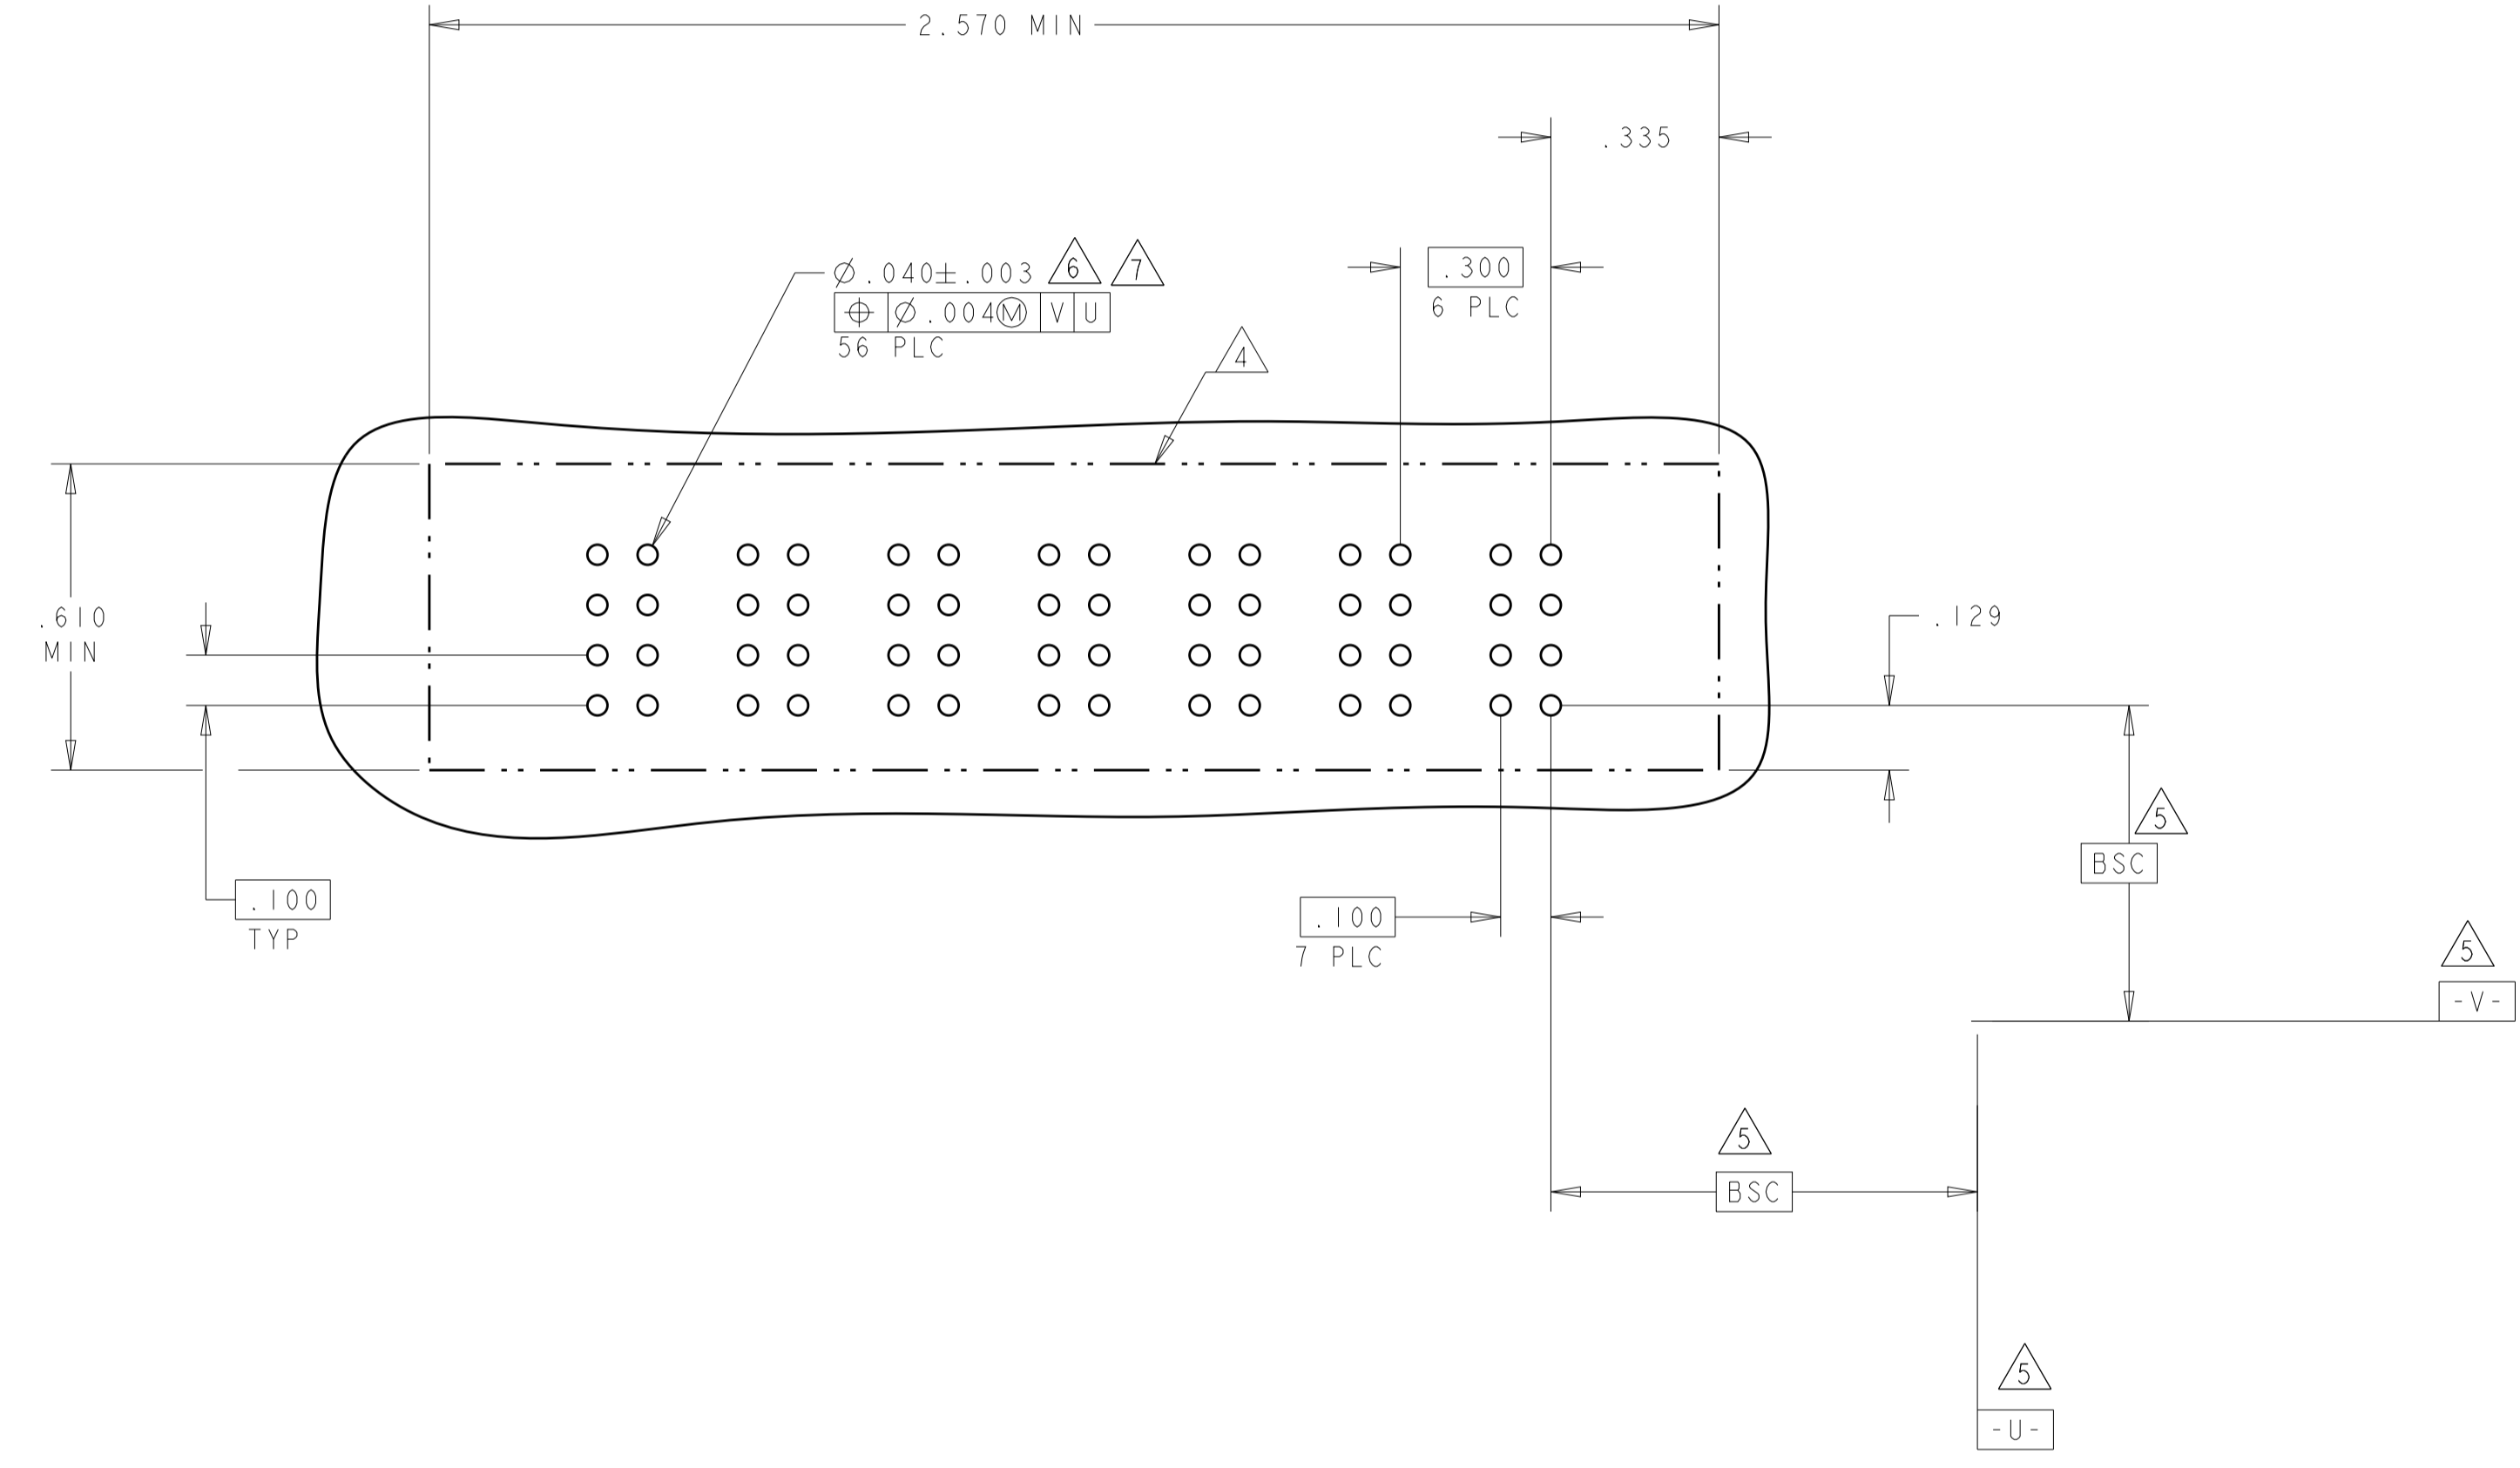 2.570 MIN
.335
⌀.040±.003 6 7
⌖ ⌀.004Ⓜ V U
56 PLC
.300
6 PLC
4
.610
MIN
.129
5
BSC
.100
TYP
.100
7 PLC
5
-V-
5
BSC
5
-U-